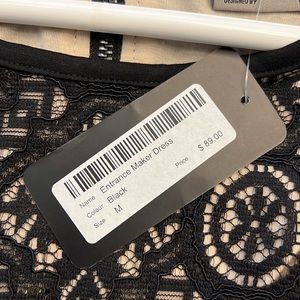 DESIGNED BY
Name Entrance Maker Dress
Colour Black
Size M
Price $ 89.00